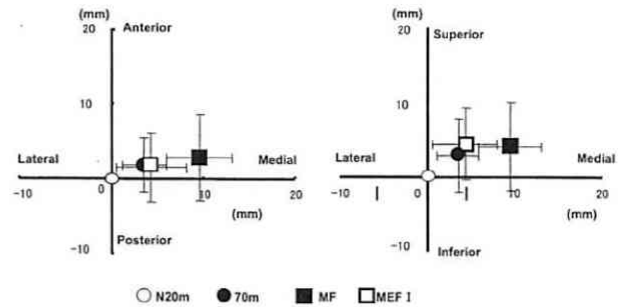 (mm) (mm)
20 Anterior 20 Superior
10 10
Lateral Medial Lateral Medial
-10 0 10 20 -10 0 10 20
(mm) (mm)
-10 Posterior -10 Inferior
N20m 70m MF MEF I